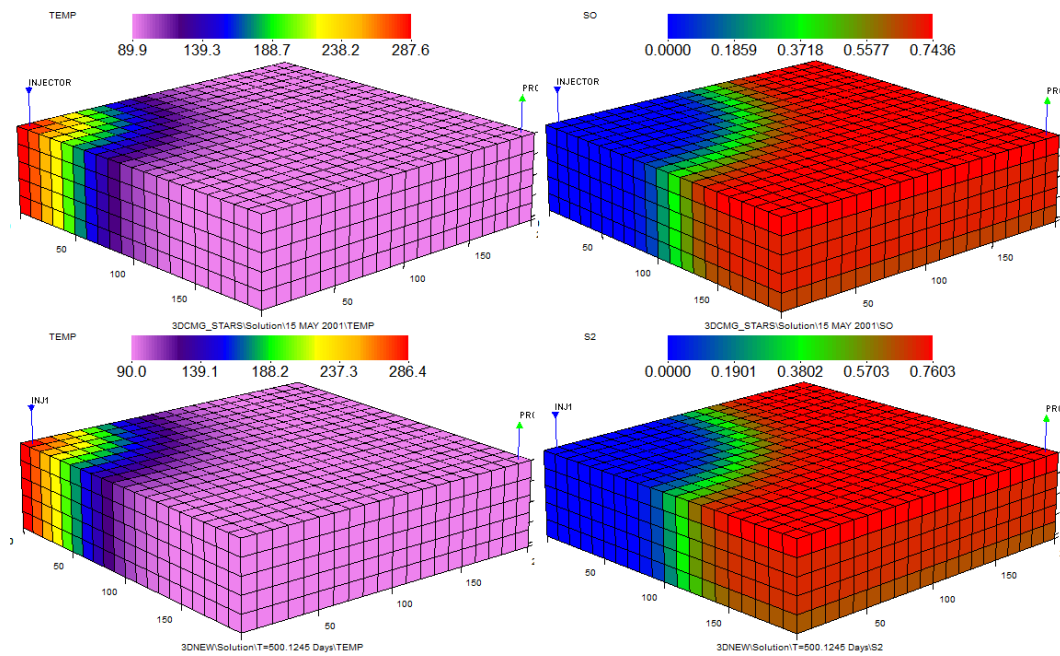 TEMP
89.9 139.3 188.7 238.2 287.6
INJECTOR
PRO
50
100
150
50
100
150
3DCMG_STARS\Solution\15 MAY 2001\TEMP
SO
0.0000 0.1859 0.3718 0.5577 0.7436
INJECTOR
PRO
50
100
150
50
100
150
3DCMG_STARS\Solution\15 MAY 2001\SO
TEMP
90.0 139.1 188.2 237.3 286.4
INJ1
PRO
50
100
150
50
100
150
3DNEW\Solution\T=500.1245 Days\TEMP
S2
0.0000 0.1901 0.3802 0.5703 0.7603
INJ1
PRO
50
100
150
50
100
150
3DNEW\Solution\T=500.1245 Days\S2